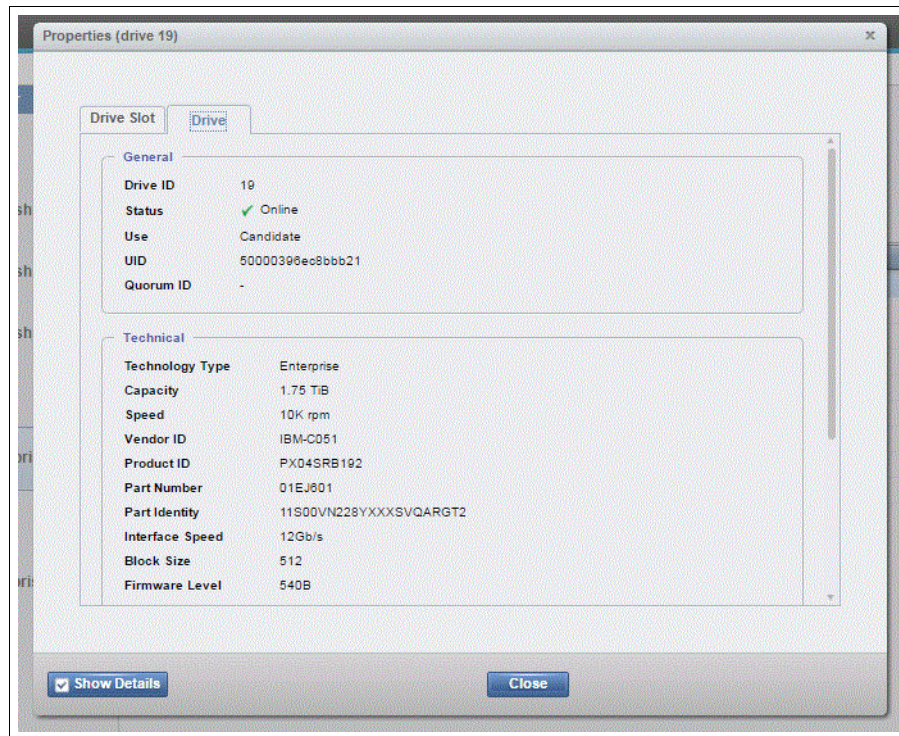 Properties (drive 19)
Drive Slot
Drive
General
Drive ID 19
Status Online
Use Candidate
UID 50000396ec8bbb21
Quorum ID -
Technical
Technology Type Enterprise
Capacity 1.75 TiB
Speed 10K rpm
Vendor ID IBM-C051
Product ID PX04SRB192
Part Number 01EJ601
Part Identity 11S00VN228YXXXSVQARGT2
Interface Speed 12Gb/s
Block Size 512
Firmware Level 540B
Show Details
Close